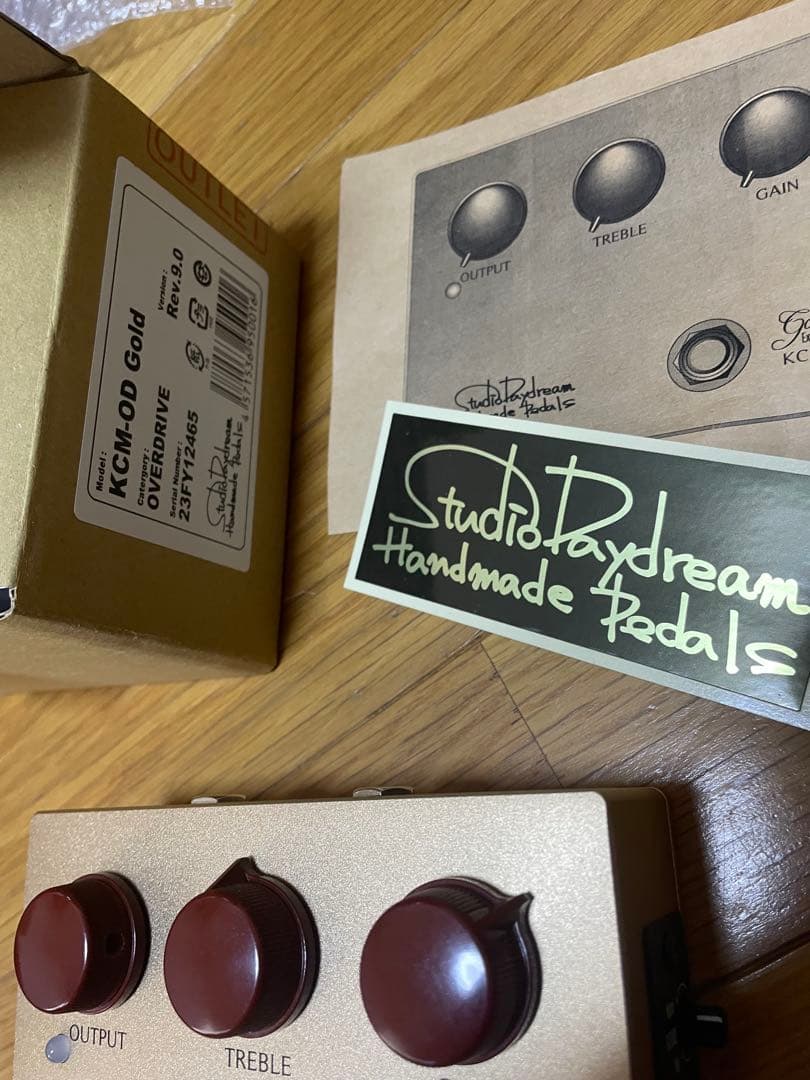 OUTLET
Model :
KCM-OD Gold
Catergory :
OVERDRIVE
Version :
Rev.9.0
Serial Number :
23FY12465
StudioDaydream
Handmade Pedals
OUTPUT
TREBLE
GAIN
KC
StudioDaydream
Pedals
StudioDaydream
Handmade Pedals
OUTPUT
TREBLE